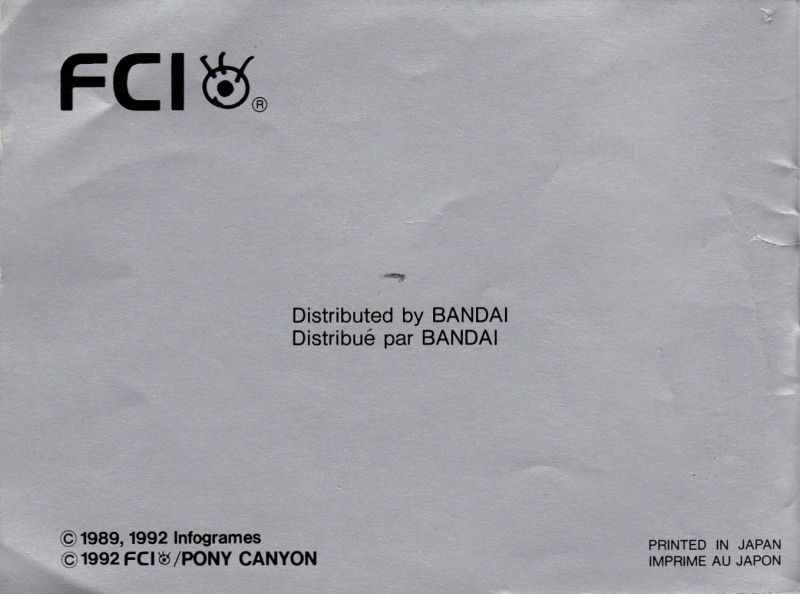 FCI ®
Distributed by BANDAI
Distribué par BANDAI
© 1989, 1992 Infogrames
© 1992 FCI/PONY CANYON
PRINTED IN JAPAN
IMPRIME AU JAPON